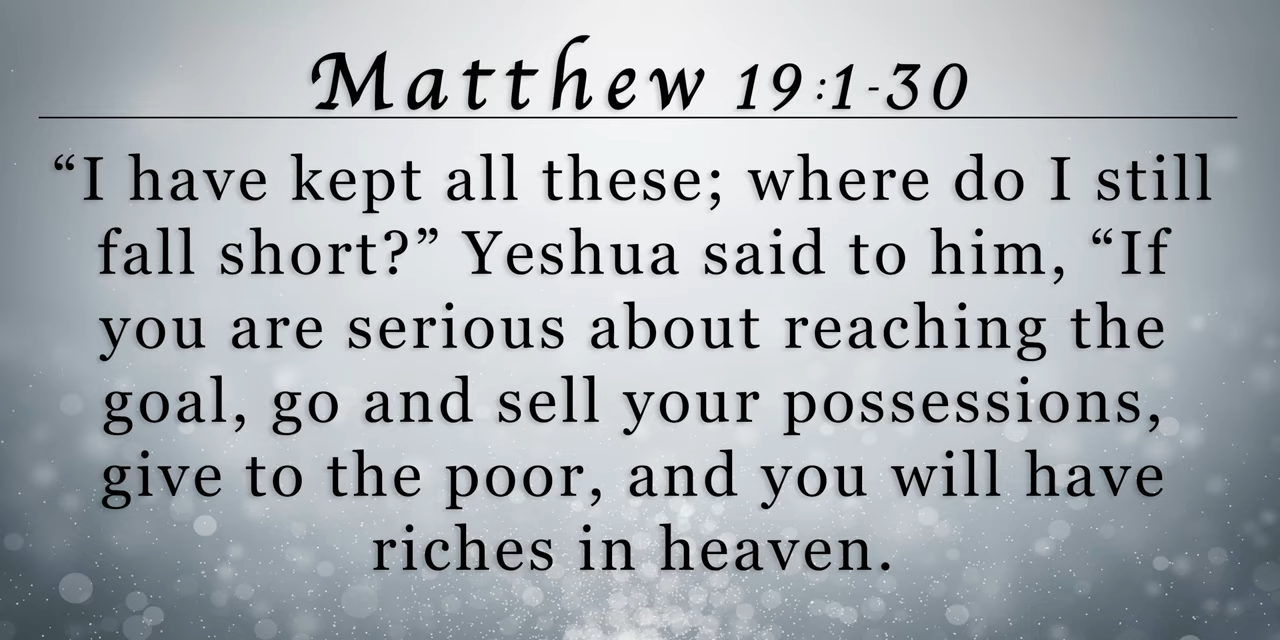 Matthew 19:1-30
“I have kept all these; where do I still
fall short?” Yeshua said to him, “If
you are serious about reaching the
goal, go and sell your possessions,
give to the poor, and you will have
riches in heaven.